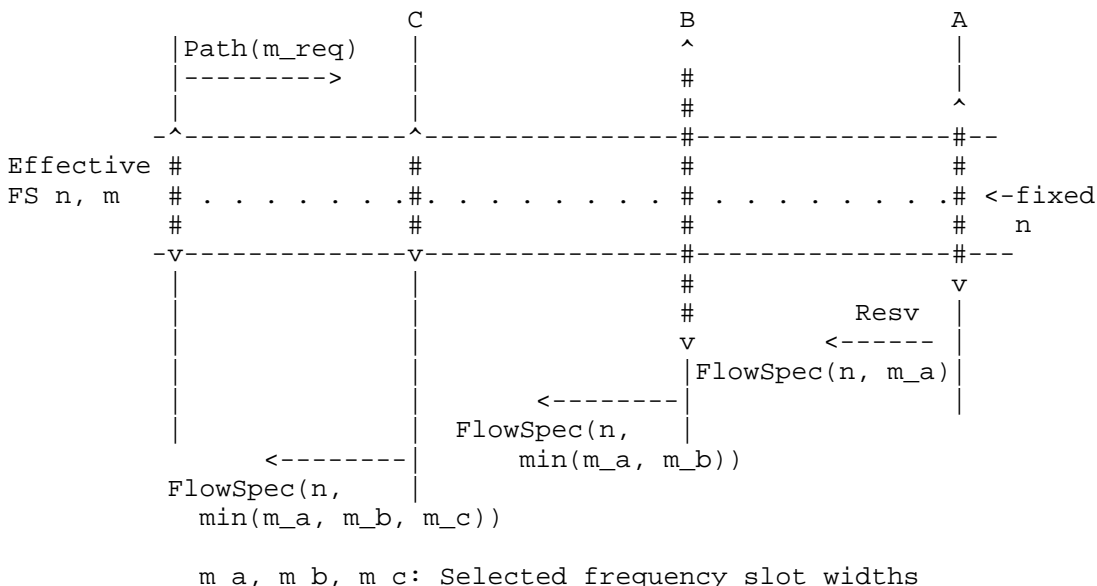 C                 B                A
           |Path(m_req)      |                 ^                |
           |--------->       |                 #                |
           |                 |                 #                ^
          -^-----------------^-----------------#----------------#--
Effective  #                 #                 #                #
FS n, m    # . . . . . . . . #. . . . . . . .  # . . . . . . . .# <-fixed
           #                 #                 #                #   n
          -v-----------------v-----------------#----------------#---
           |                 |                 #                v
           |                 |                 #          Resv  |
           |                 |                 v        <------ |
           |                 |                 |FlowSpec(n, m_a)|
           |                 |       <--------|                 |
           |                 |  FlowSpec(n,    |
                  <--------|      min(m_a, m_b))
           FlowSpec(n,       |
             min(m_a, m_b, m_c))
m_a, m_b, m_c: Selected frequency slot widths